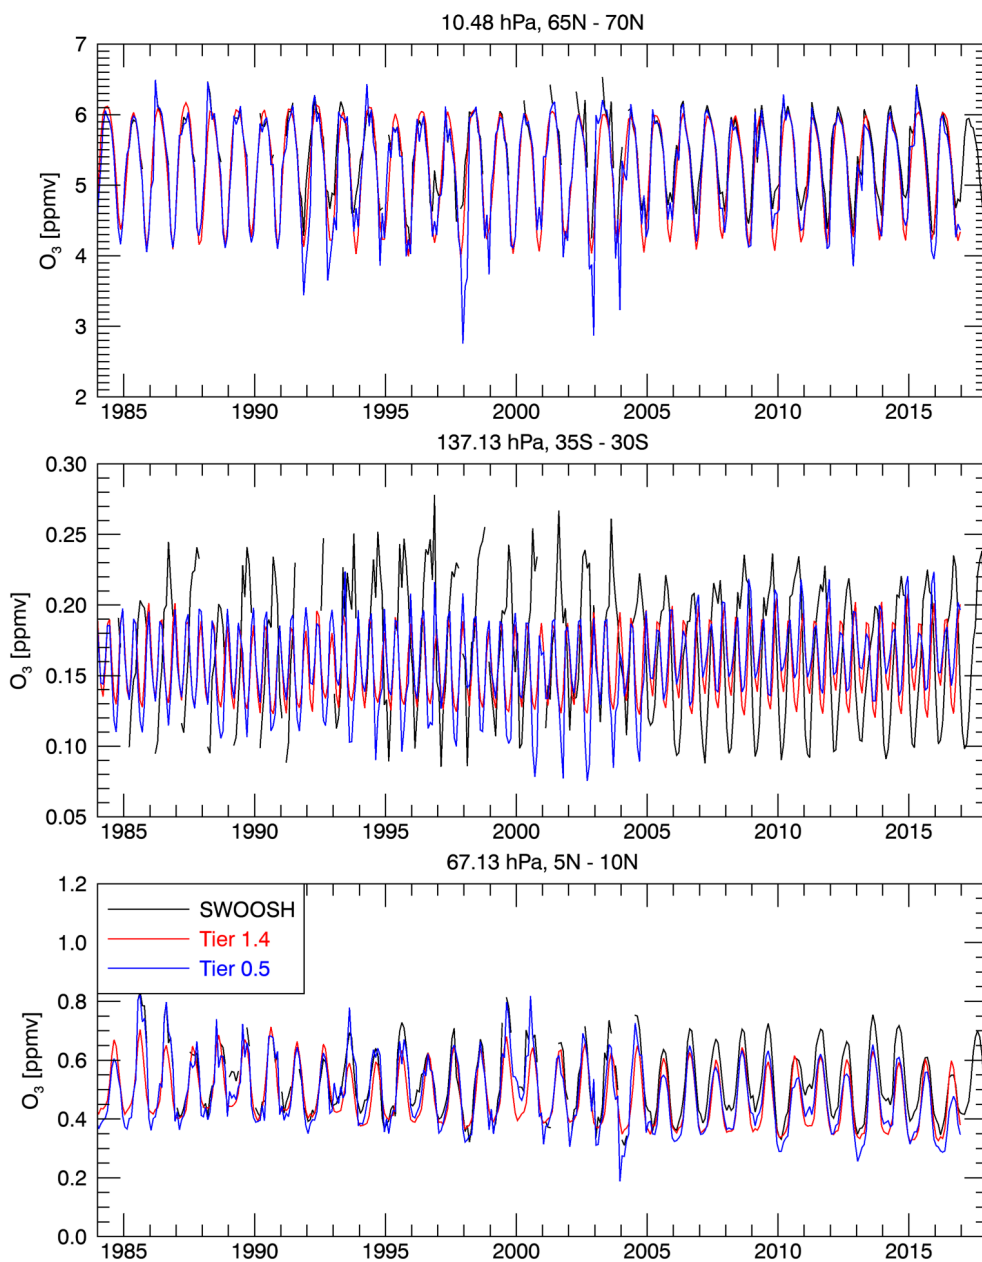 10.48 hPa, 65N - 70N
7
6
5
4
3
2
O3 [ppmv]
1985 1990 1995 2000 2005 2010 2015
137.13 hPa, 35S - 30S
0.30
0.25
0.20
0.15
0.10
0.05
O3 [ppmv]
1985 1990 1995 2000 2005 2010 2015
67.13 hPa, 5N - 10N
1.2
1.0
0.8
0.6
0.4
0.2
0.0
O3 [ppmv]
SWOOSH
Tier 1.4
Tier 0.5
1985 1990 1995 2000 2005 2010 2015